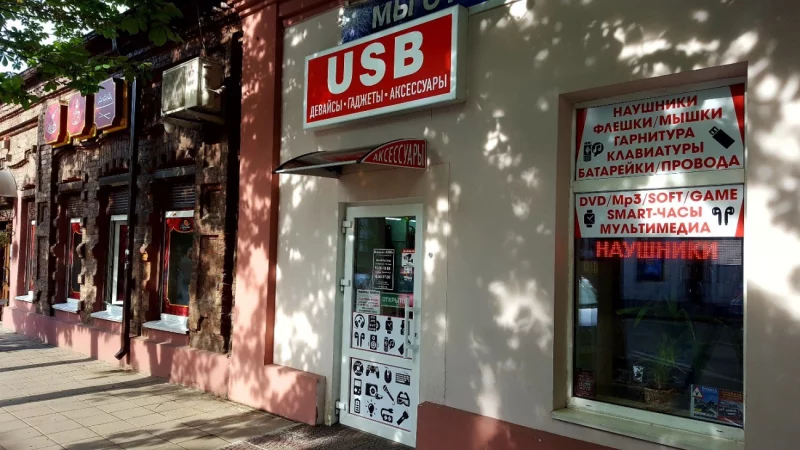 МЫ
USB
ДЕВАЙСЫ•ГАДЖЕТЫ•АКСЕССУАРЫ
АКСЕССУАРЫ
ОТКРЫТО
НАУШНИКИ
ФЛЕШКИ/МЫШКИ
ГАРНИТУРА
КЛАВИАТУРЫ
БАТАРЕЙКИ/ПРОВОДА
DVD/Mp3/SOFT/GAME
SMART-ЧАСЫ
МУЛЬТИМЕДИА
НАУШНИКИ